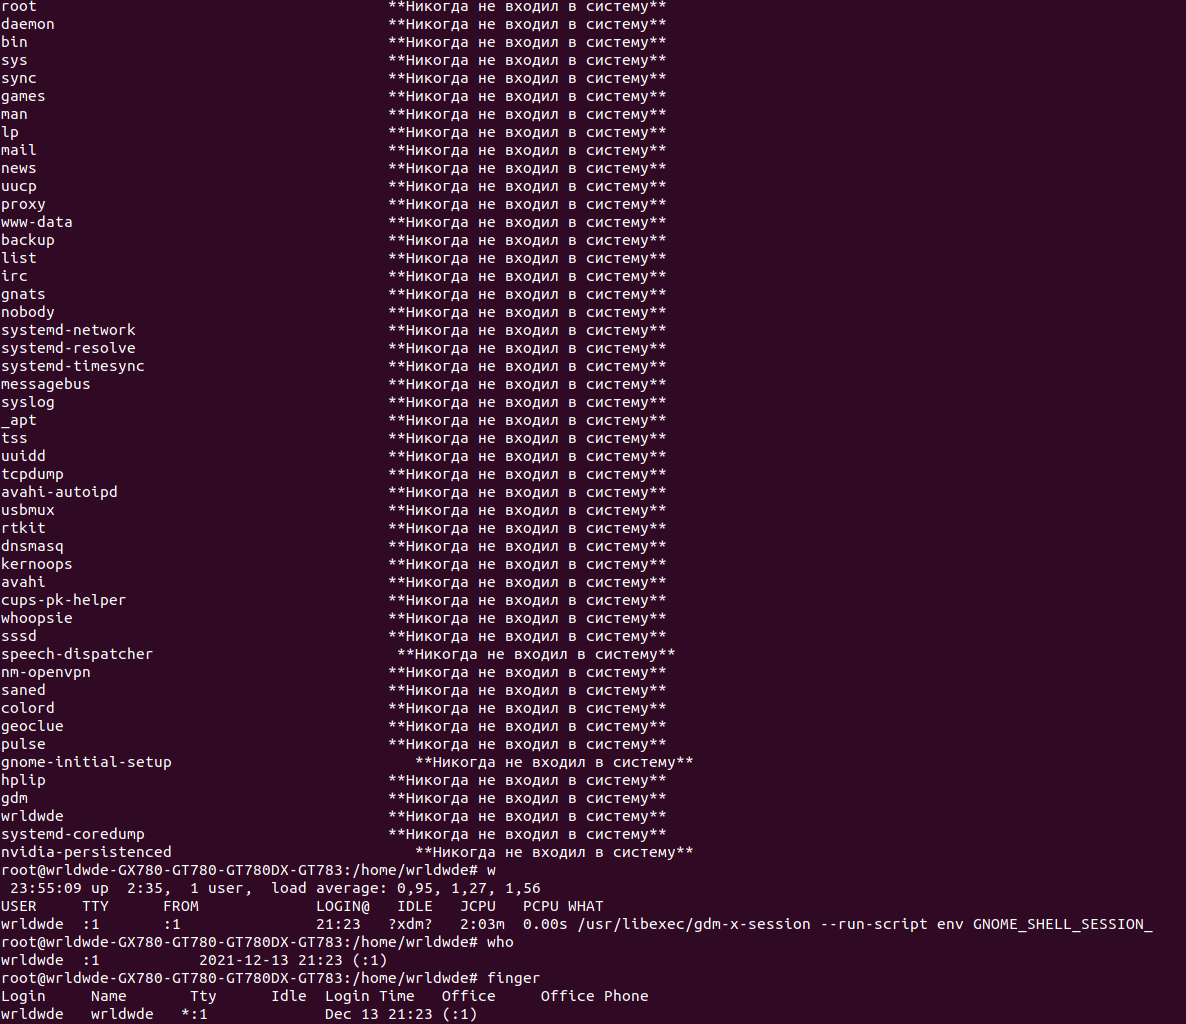 root **Никогда не входил в систему**
daemon **Никогда не входил в систему**
bin **Никогда не входил в систему**
sys **Никогда не входил в систему**
sync **Никогда не входил в систему**
games **Никогда не входил в систему**
man **Никогда не входил в систему**
lp **Никогда не входил в систему**
mail **Никогда не входил в систему**
news **Никогда не входил в систему**
uucp **Никогда не входил в систему**
proxy **Никогда не входил в систему**
www-data **Никогда не входил в систему**
backup **Никогда не входил в систему**
list **Никогда не входил в систему**
irc **Никогда не входил в систему**
gnats **Никогда не входил в систему**
nobody **Никогда не входил в систему**
systemd-network **Никогда не входил в систему**
systemd-resolve **Никогда не входил в систему**
systemd-timesync **Никогда не входил в систему**
messagebus **Никогда не входил в систему**
syslog **Никогда не входил в систему**
_apt **Никогда не входил в систему**
tss **Никогда не входил в систему**
uuidd **Никогда не входил в систему**
tcpdump **Никогда не входил в систему**
avahi-autoipd **Никогда не входил в систему**
usbmux **Никогда не входил в систему**
rtkit **Никогда не входил в систему**
dnsmasq **Никогда не входил в систему**
kernoops **Никогда не входил в систему**
avahi **Никогда не входил в систему**
cups-pk-helper **Никогда не входил в систему**
whoopsie **Никогда не входил в систему**
sssd **Никогда не входил в систему**
speech-dispatcher **Никогда не входил в систему**
nm-openvpn **Никогда не входил в систему**
saned **Никогда не входил в систему**
colord **Никогда не входил в систему**
geoclue **Никогда не входил в систему**
pulse **Никогда не входил в систему**
gnome-initial-setup **Никогда не входил в систему**
hplip **Никогда не входил в систему**
gdm **Никогда не входил в систему**
wrldwde **Никогда не входил в систему**
systemd-coredump **Никогда не входил в систему**
nvidia-persistenced **Никогда не входил в систему**
root@wrldwde-GX780-GT780-GT780DX-GT783:/home/wrldwde# w
23:55:09 up 2:35, 1 user, load average: 0,95, 1,27, 1,56
USER TTY FROM LOGIN@ IDLE JCPU PCPU WHAT
wrldwde :1 :1 21:23 ?xdm? 2:03m 0.00s /usr/libexec/gdm-x-session --run-script env GNOME_SHELL_SESSION_
root@wrldwde-GX780-GT780-GT780DX-GT783:/home/wrldwde# who
wrldwde :1 2021-12-13 21:23 (:1)
root@wrldwde-GX780-GT780-GT780DX-GT783:/home/wrldwde# finger
Login Name Tty Idle Login Time Office Office Phone
wrldwde wrldwde *:1 Dec 13 21:23 (:1)